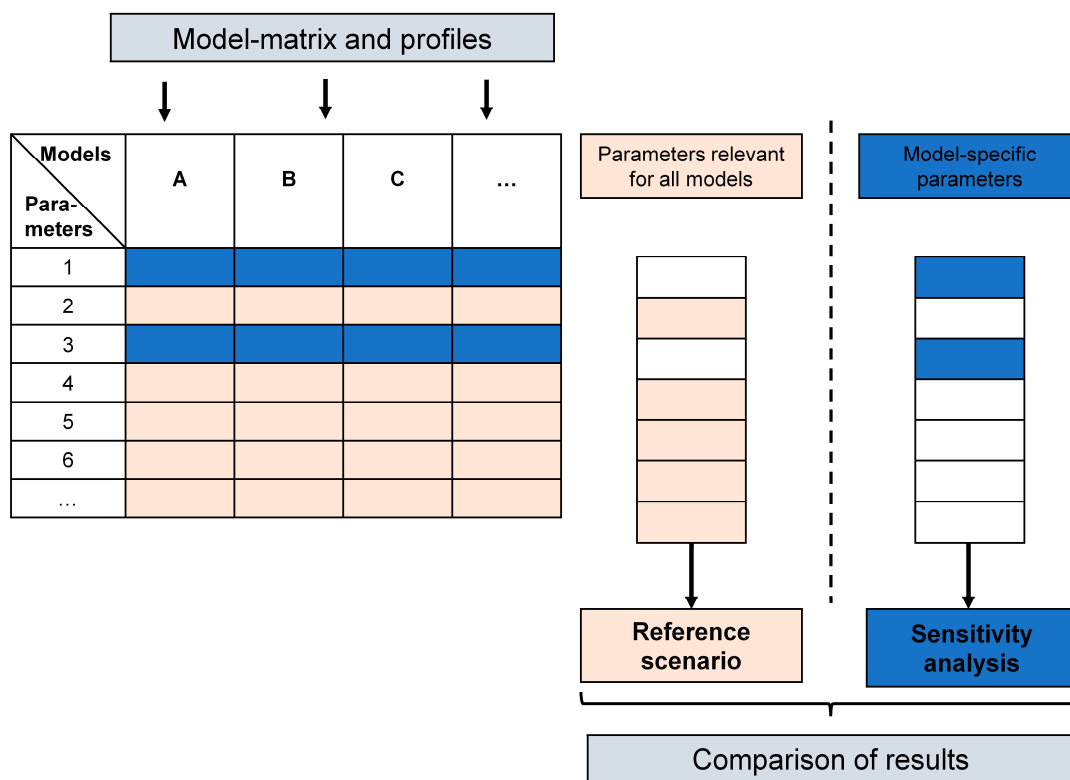 Model-matrix and profiles
Models
Para-
meters
A
B
C
...
1
2
3
4
5
6
...
Parameters relevant
for all models
Model-specific
parameters
Reference
scenario
Sensitivity
analysis
Comparison of results